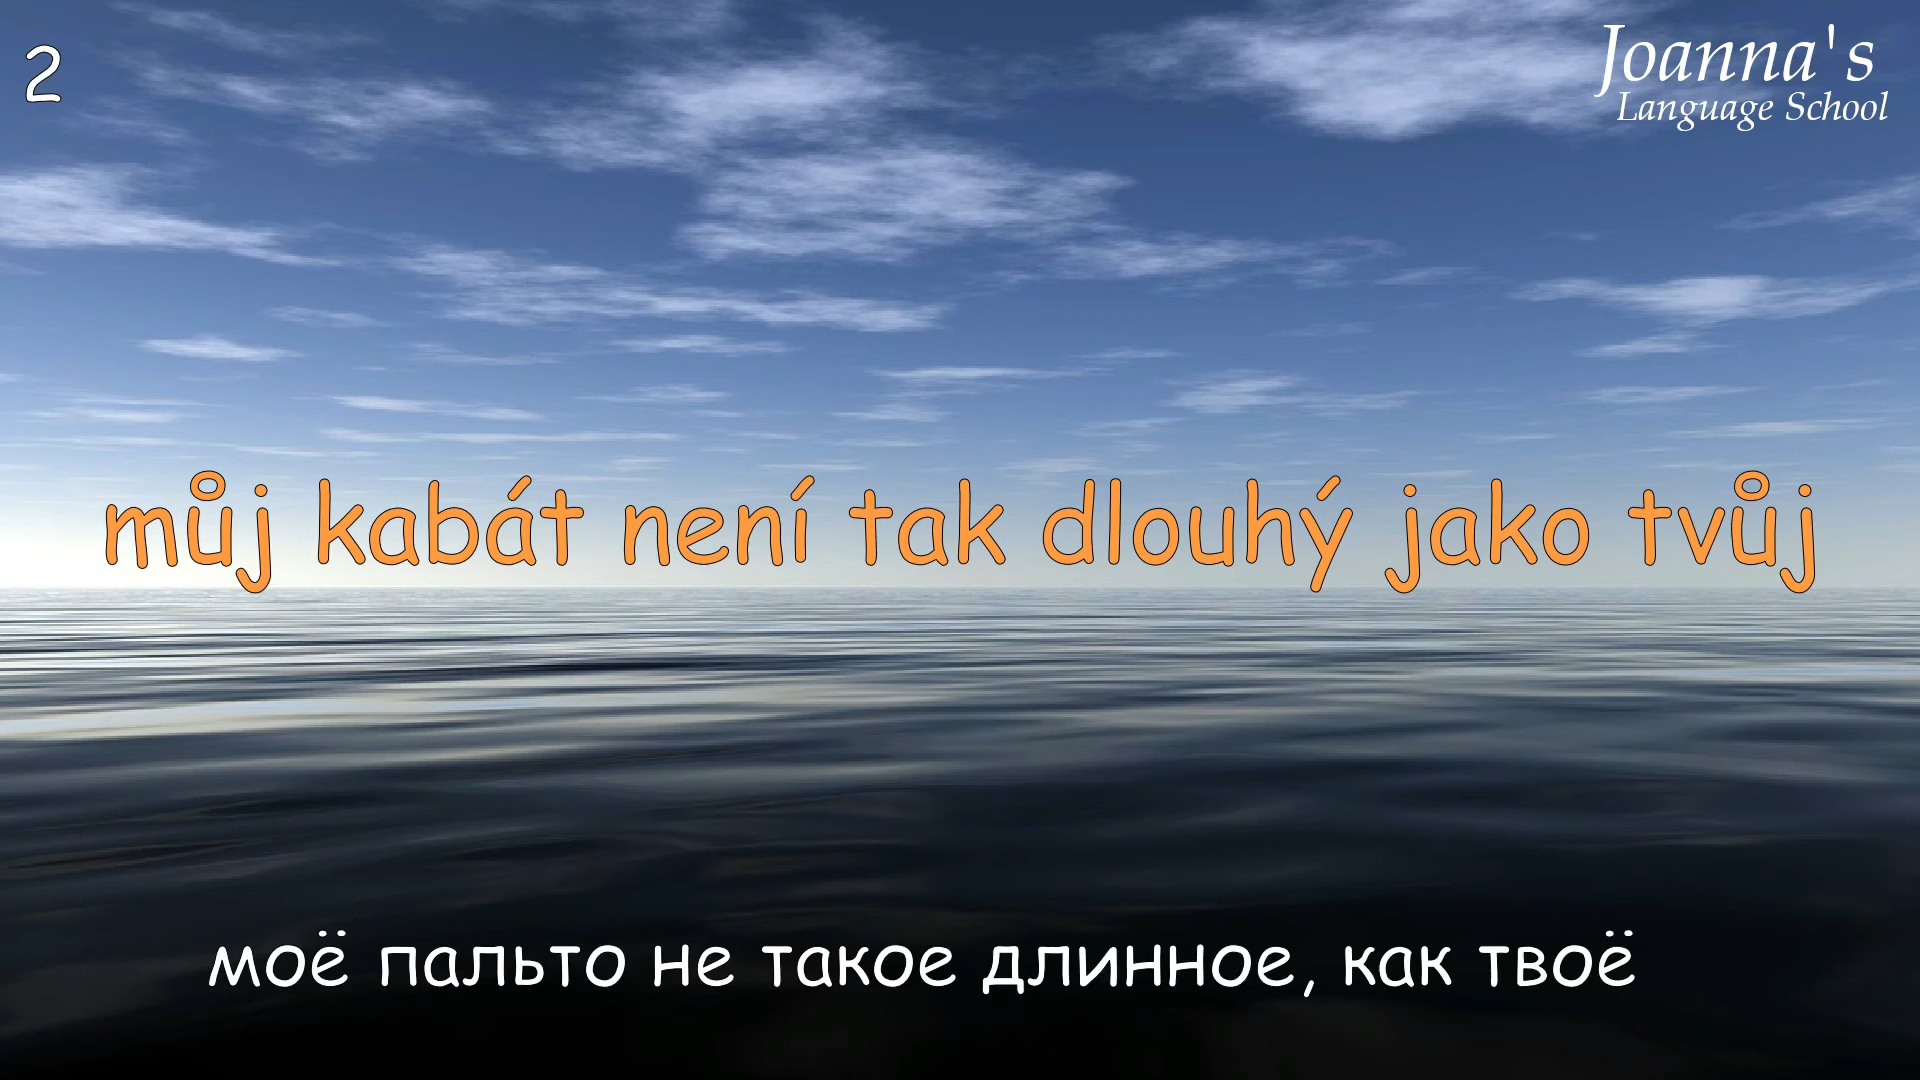 2
Joanna's
Language School
můj kabát není tak dlouhý jako tvůj
моё пальто не такое длинное, как твоё